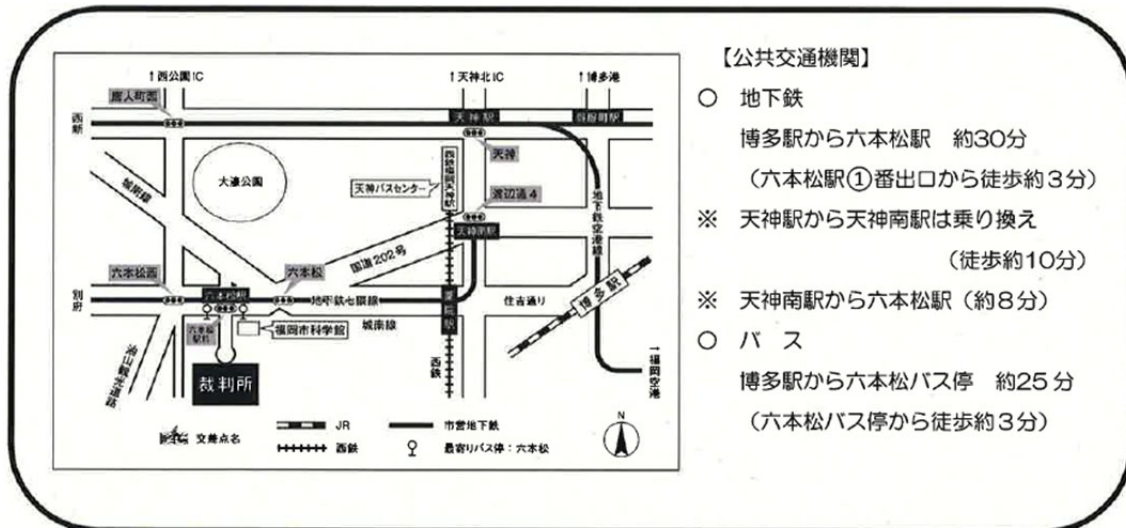 ↑西公園IC
↑天神北IC
↑博多港
唐人町西
西新
天神駅
呉服町駅
天神
大濠公園
城南線
天神バスセンター
西鉄福岡天神駅
渡辺通4
天神南駅
地下鉄空港線
国道202号
六本松西
六本松駅
六本松
別府
地下鉄七隈線
薬院駅
住吉通り
博多駅
六本松駅前
福岡市科学館
城南線
油山観光道路
裁判所
西鉄
→福岡空港
交差点名
JR
市営地下鉄
西鉄
最寄りバス停:六本松
N
【公共交通機関】
○ 地下鉄
博多駅から六本松駅 約30分
(六本松駅①番出口から徒歩約3分)
※ 天神駅から天神南駅は乗り換え
(徒歩約10分)
※ 天神南駅から六本松駅(約8分)
○ バス
博多駅から六本松バス停 約25分
(六本松バス停から徒歩約3分)